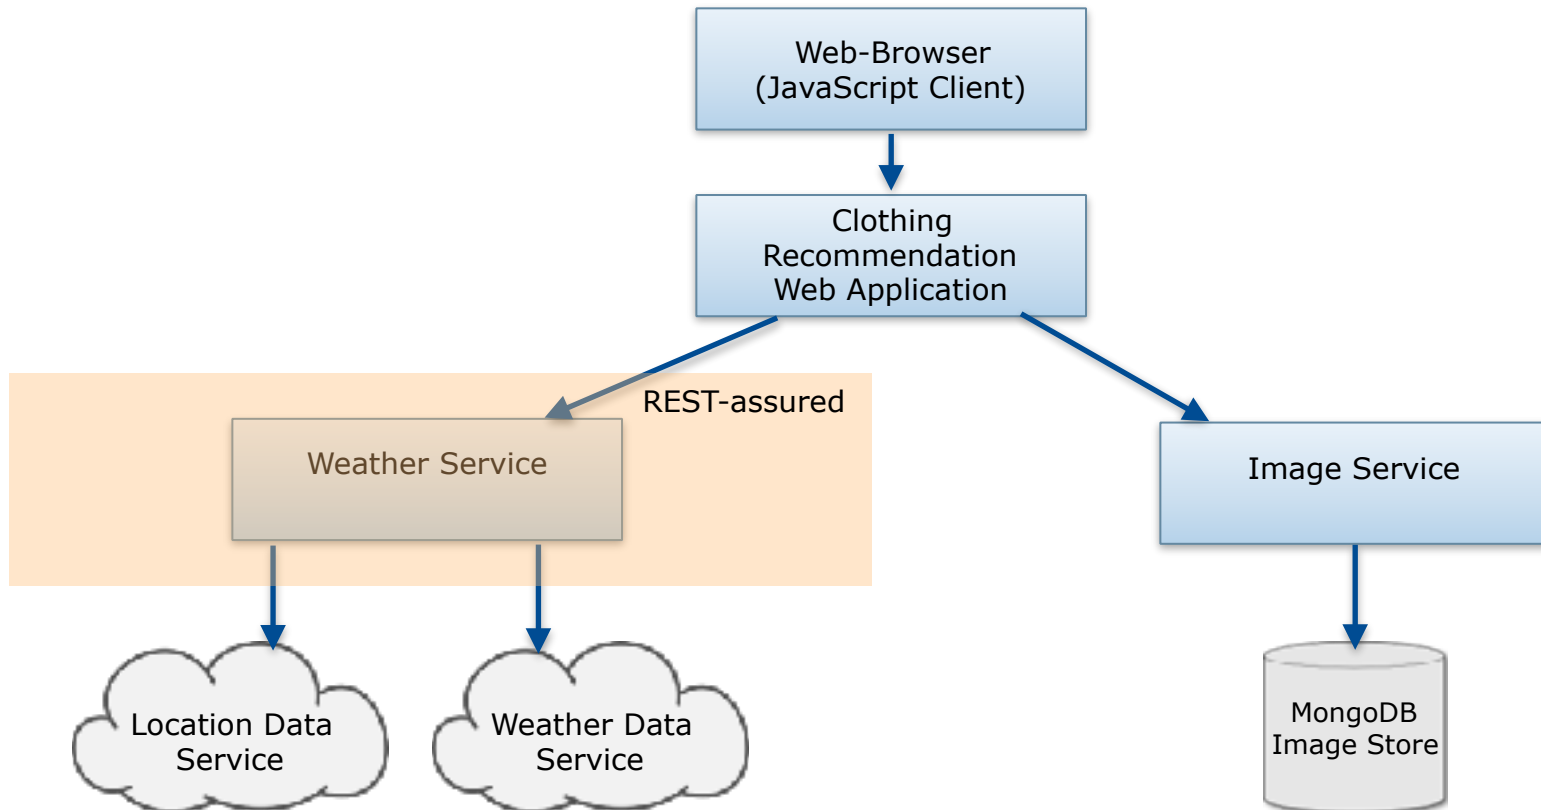 Web-Browser
(JavaScript Client)
Clothing
Recommendation
Web Application
REST-assured
Weather Service
Image Service
Location Data
Service
Weather Data
Service
MongoDB
Image Store